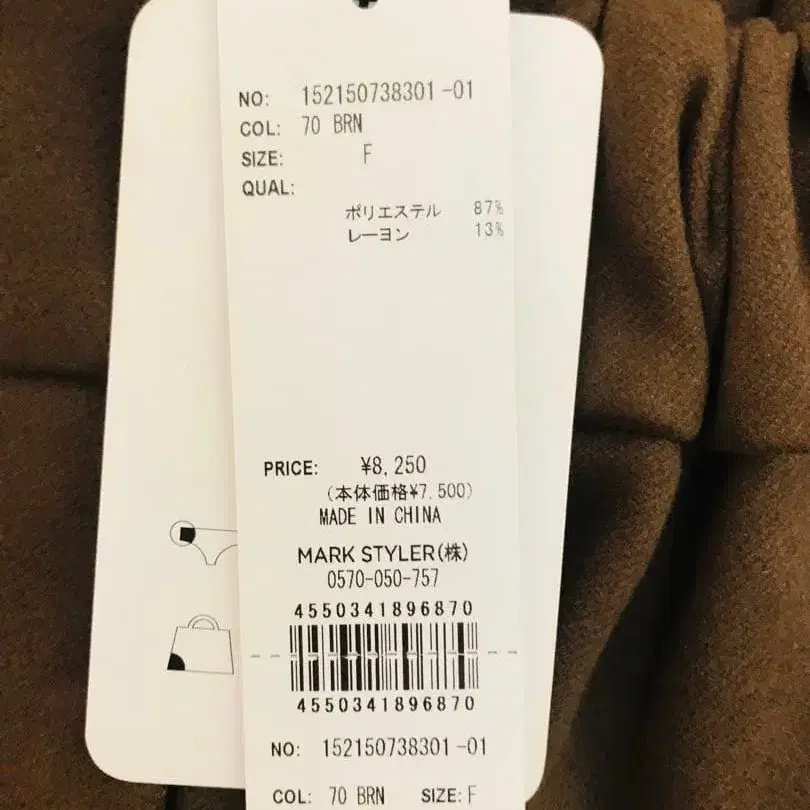 NO: 152150738301-01
COL: 70 BRN
SIZE: F
QUAL:
ポリエステル 87%
レーヨン 13%
PRICE: ¥8,250
(本体価格¥7,500)
MADE IN CHINA
MARK STYLER(株)
0570-050-757
4550341896870
4550341896870
NO: 152150738301-01
COL: 70 BRN SIZE: F